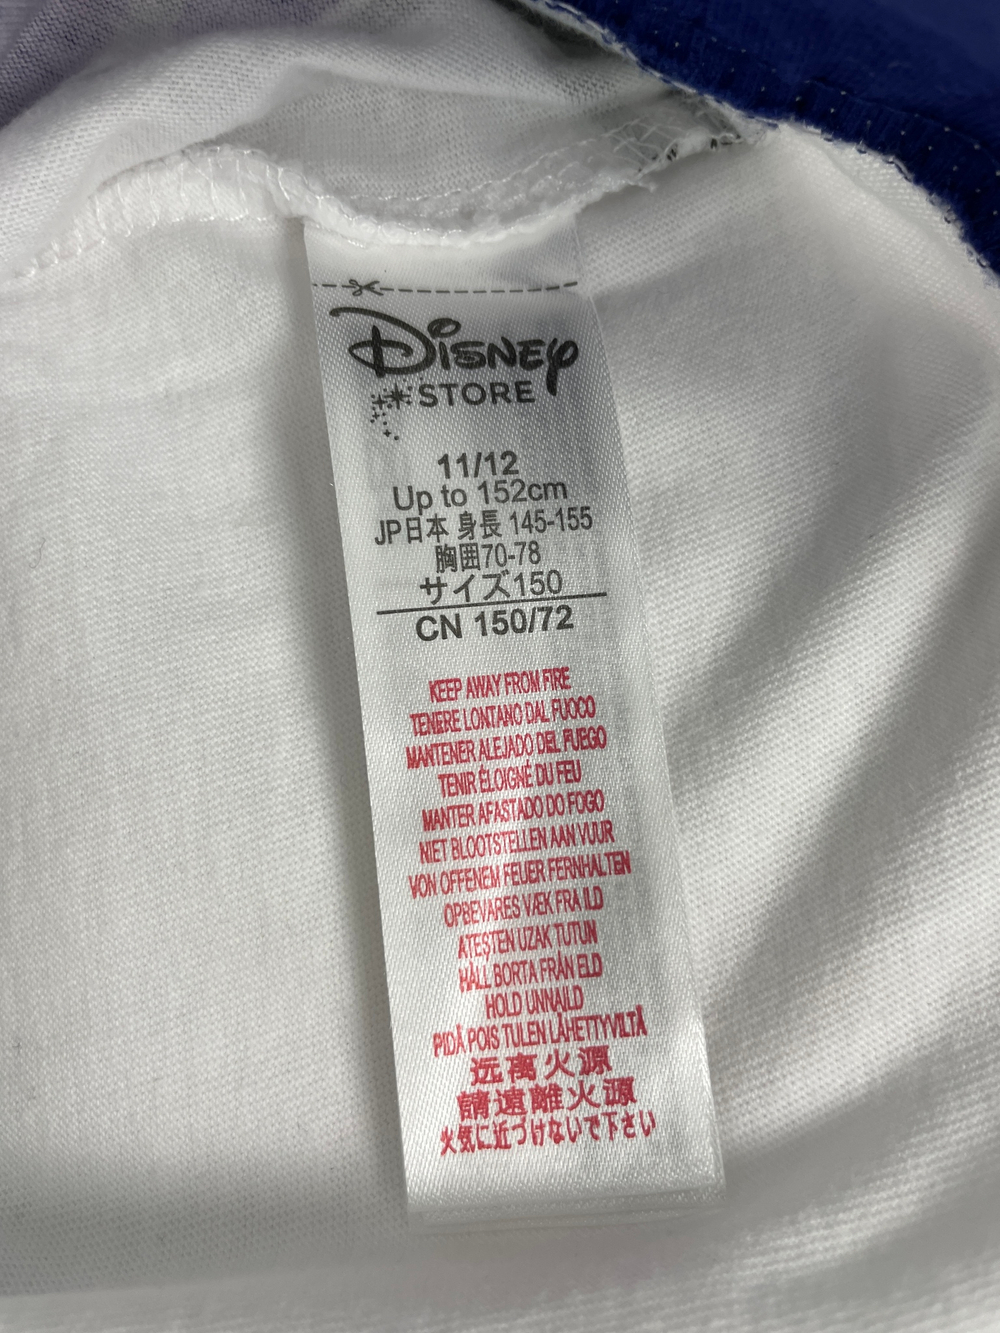 Disney
STORE
11/12
Up to 152cm
JP日本 身長 145-155
胸囲70-78
サイズ150
CN 150/72
KEEP AWAY FROM FIRE
TENERE LONTANO DAL FUOCO
MANTENER ALEJADO DEL FUEGO
TENIR ÉLOIGNÉ DU FEU
MANTER AFASTADO DO FOGO
NIET BLOOTSTELLEN AAN VUUR
VON OFFENEM FEUER FERNHALTEN
OPBEVARES VÆK FRA ILD
ATEŞTEN UZAK TUTUN
HÅLL BORTA FRÅN ELD
HOLD UNNA ILD
PIDÅ POIS TULEN LÅHETTYVILTÅ
远离火源
請遠離火源
火気に近づけないで下さい